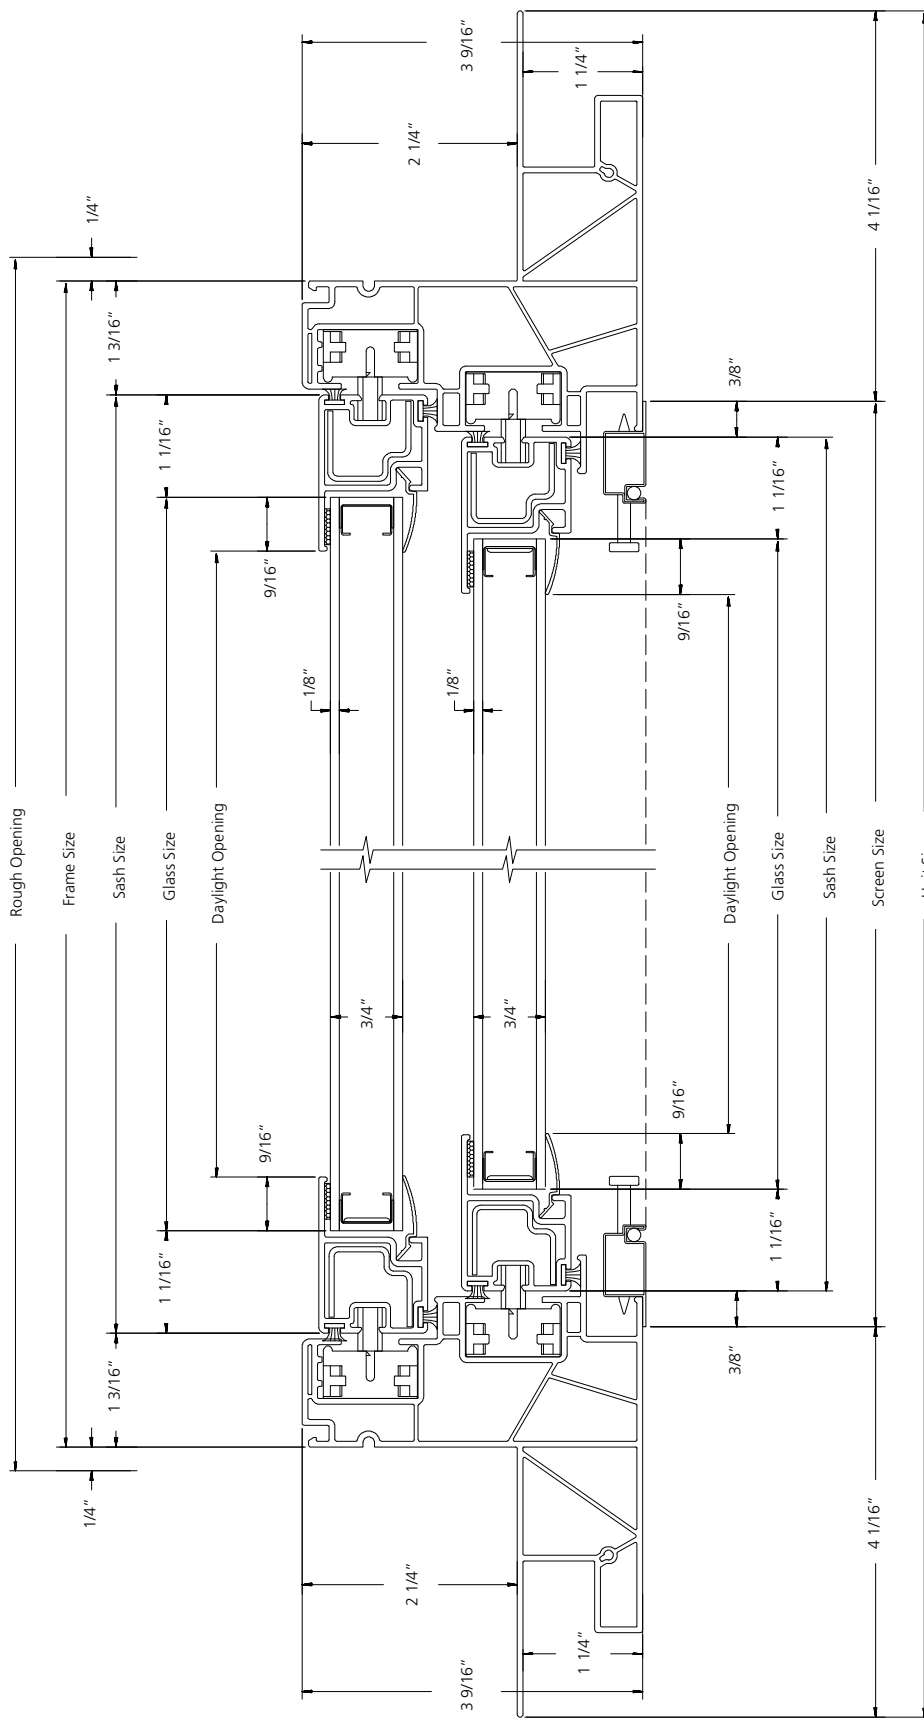 Rough Opening
Frame Size
1/4"
1/4"
1 3/16"
Sash Size
1 3/16"
1 1/16"
Glass Size
1 1/16"
Daylight Opening
9/16"
9/16"
1/8"
3/4"
2 1/4"
2 1/4"
1/8"
3 9/16"
3 9/16"
3/4"
1 1/4"
1 1/4"
9/16"
9/16"
3/8"
Daylight Opening
3/8"
1 1/16"
Glass Size
1 1/16"
Sash Size
4 1/16"
Screen Size
4 1/16"